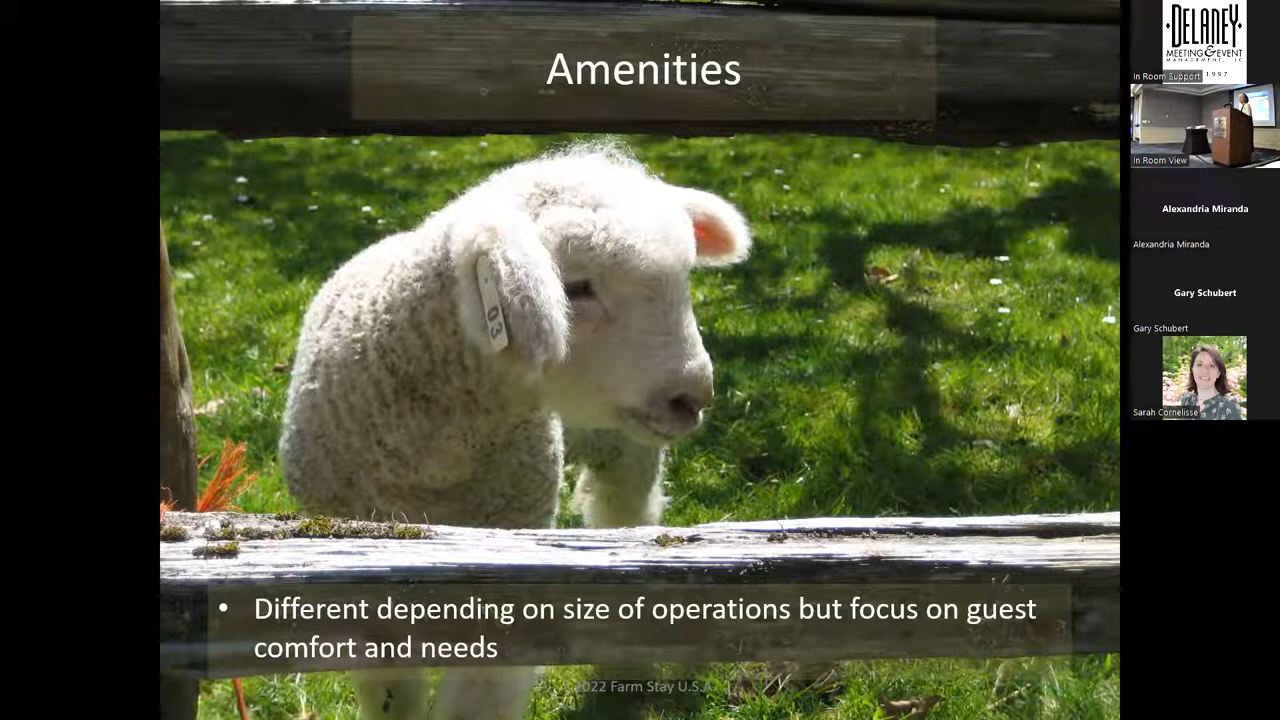 Amenities
03
• Different depending on size of operations but focus on guest
comfort and needs
2022 Farm Stay U.S.A.
DELANEY
MEETING & EVENT
MANAGEMENT, LLC
1997
In Room Support
In Room View
Alexandria Miranda
Alexandria Miranda
Gary Schubert
Gary Schubert
Sarah Cornelisse